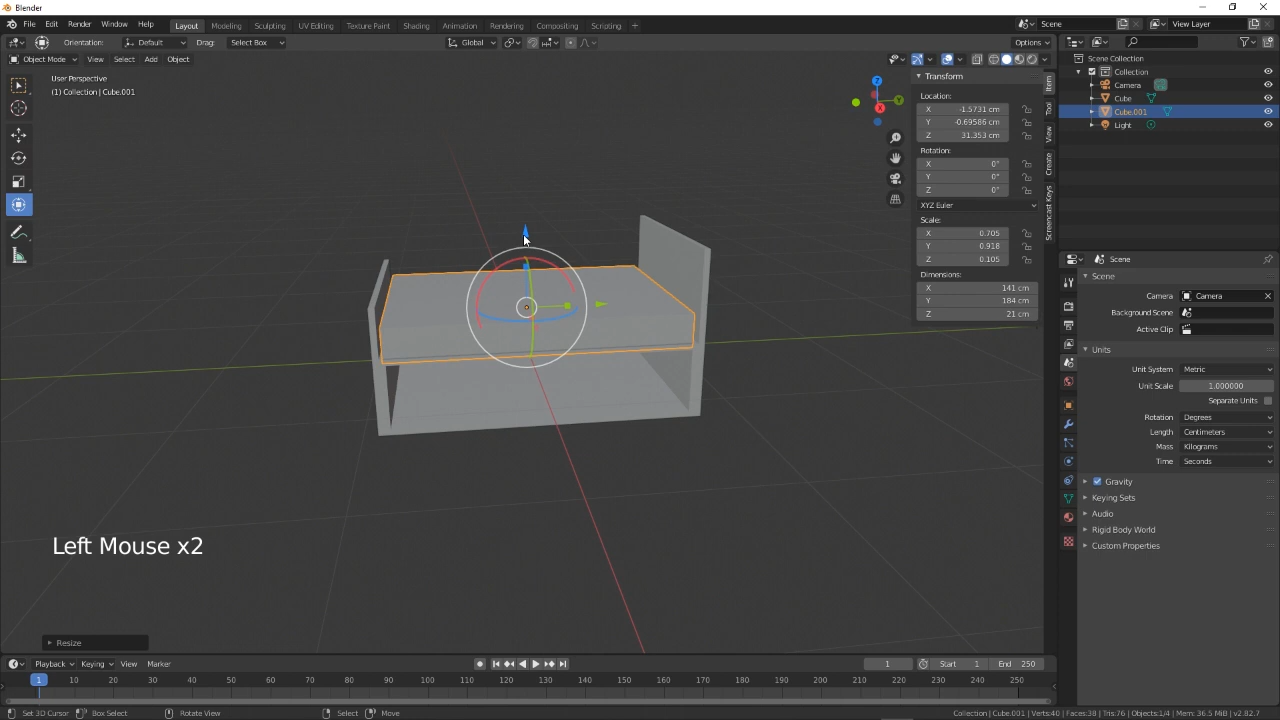 Blender
File Edit Render Window Help Layout Modeling Sculpting UV Editing Texture Paint Shading Animation Rendering Compositing Scripting + Scene View Layer
Orientation: Default Drag: Select Box Global Options
Object Mode View Select Add Object
User Perspective
(1) Collection | Cube.001
Transform
Location:
X -1.5731 cm
Y -0.69586 cm
Z 31.353 cm
Rotation:
X 0°
Y 0°
Z 0°
XYZ Euler
Scale:
X 0.705
Y 0.918
Z 0.105
Dimensions:
X 141 cm
Y 184 cm
Z 21 cm
Item
Tool
View
Create
Screencast Keys
Z
Y
X
Scene Collection
Collection
Camera
Cube
Cube.001
Light
Scene
Scene
Camera Camera
Background Scene
Active Clip
Units
Unit System Metric
Unit Scale 1.000000
Separate Units
Rotation Degrees
Length Centimeters
Mass Kilograms
Time Seconds
Gravity
Keying Sets
Audio
Rigid Body World
Custom Properties
Left Mouse x2
Resize
Playback Keying View Marker 1 Start 1 End 250
1 10 20 30 40 50 60 70 80 90 100 110 120 130 140 150 160 170 180 190 200 210 220 230 240 250
Set 3D Cursor Box Select Rotate View Select Move Collection | Cube.001 | Verts:40 | Faces:38 | Tris:76 | Objects:1/4 | Mem: 36.5 MiB | v2.82.7